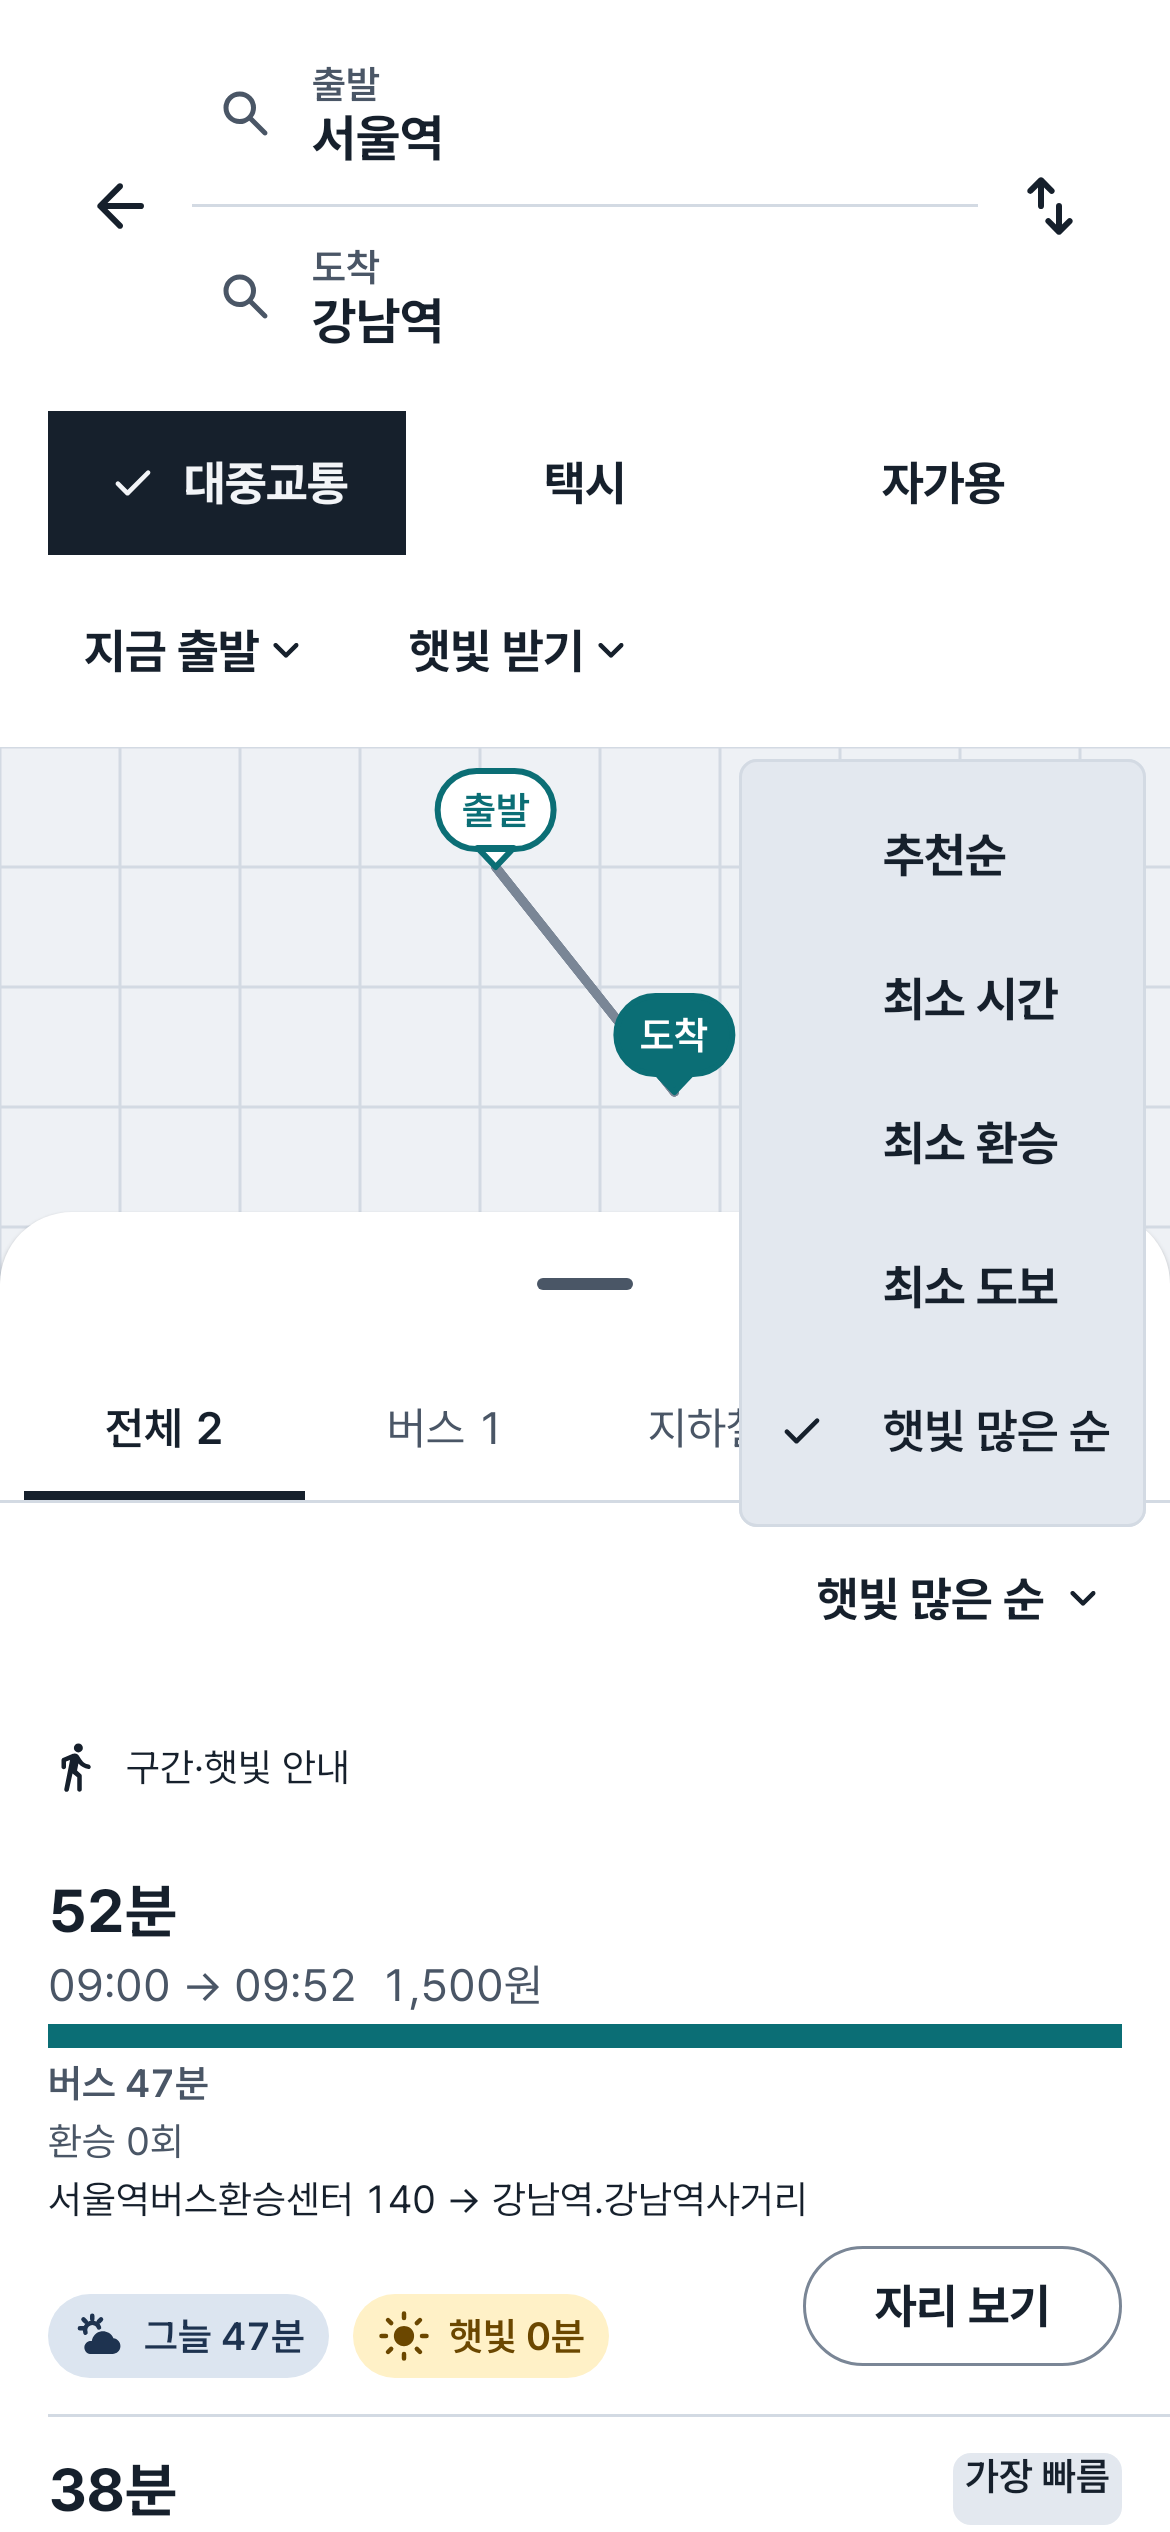 출발
서울역
도착
강남역
대중교통
택시
자가용
지금 출발
햇빛 받기
출발
도착
추천순
최소 시간
최소 환승
최소 도보
햇빛 많은 순
전체 2
버스 1
지하
햇빛 많은 순
구간·햇빛 안내
52분
09:00 → 09:52 1,500원
버스 47분
환승 0회
서울역버스환승센터 140 → 강남역.강남역사거리
자리 보기
그늘 47분
햇빛 0분
38분
가장 빠름